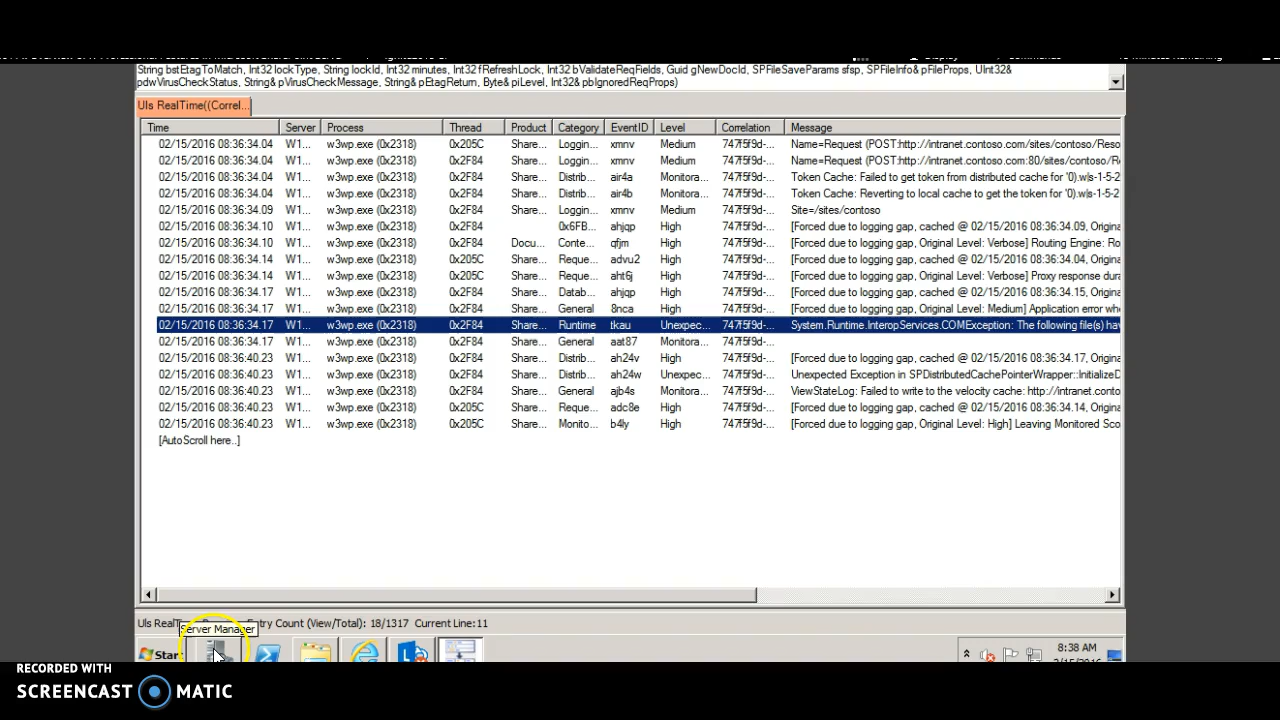 String bstEtagToMatch, Int32 lockType, String lockId, Int32 minutes, Int32 fRefreshLock, Int32 bValidateReqFields, Guid gNewDocId, SPFileSaveParams sfsp, SPFileInfo& pFileProps, UInt32&
pdwVirusCheckStatus, String& pVirusCheckMessage, String& pEtagReturn, Byte& piLevel, Int32& pbIgnoredReqProps)
Uls RealTime((Correl...
Time Server Process Thread Product Category EventID Level Correlation Message
02/15/2016 08:36:34.04 W1... w3wp.exe (0x2318) 0x205C Share... Loggin... xmnv Medium 747f5f9d-... Name=Request (POST:http://intranet.contoso.com/sites/contoso/Reso
02/15/2016 08:36:34.04 W1... w3wp.exe (0x2318) 0x2F84 Share... Loggin... xmnv Medium 747f5f9d-... Name=Request (POST:http://intranet.contoso.com:80/sites/contoso/R
02/15/2016 08:36:34.04 W1... w3wp.exe (0x2318) 0x2F84 Share... Distrib... air4a Monitora... 747f5f9d-... Token Cache: Failed to get token from distributed cache for '0).w|s-1-5-2
02/15/2016 08:36:34.04 W1... w3wp.exe (0x2318) 0x2F84 Share... Distrib... air4b Monitora... 747f5f9d-... Token Cache: Reverting to local cache to get the token for '0).w|s-1-5-2
02/15/2016 08:36:34.09 W1... w3wp.exe (0x2318) 0x2F84 Share... Loggin... xmnv Medium 747f5f9d-... Site=/sites/contoso
02/15/2016 08:36:34.10 W1... w3wp.exe (0x2318) 0x2F84 0x6FB... ahjqp High 747f5f9d-... [Forced due to logging gap, cached @ 02/15/2016 08:36:34.09, Origina
02/15/2016 08:36:34.10 W1... w3wp.exe (0x2318) 0x2F84 Docu... Conte... qfjm High 747f5f9d-... [Forced due to logging gap, Original Level: Verbose] Routing Engine: Ro
02/15/2016 08:36:34.14 W1... w3wp.exe (0x2318) 0x205C Share... Reque... advu2 High 747f5f9d-... [Forced due to logging gap, cached @ 02/15/2016 08:36:34.04, Origina
02/15/2016 08:36:34.14 W1... w3wp.exe (0x2318) 0x205C Share... Reque... aht6j High 747f5f9d-... [Forced due to logging gap, Original Level: Verbose] Proxy response dura
02/15/2016 08:36:34.17 W1... w3wp.exe (0x2318) 0x2F84 Share... Datab... ahjqp High 747f5f9d-... [Forced due to logging gap, cached @ 02/15/2016 08:36:34.15, Origina
02/15/2016 08:36:34.17 W1... w3wp.exe (0x2318) 0x2F84 Share... General 8nca High 747f5f9d-... [Forced due to logging gap, Original Level: Medium] Application error whe
02/15/2016 08:36:34.17 W1... w3wp.exe (0x2318) 0x2F84 Share... Runtime tkau Unexpec... 747f5f9d-... System.Runtime.InteropServices.COMException: The following file(s) hav
02/15/2016 08:36:34.17 W1... w3wp.exe (0x2318) 0x2F84 Share... General aat87 Monitora... 747f5f9d-...
02/15/2016 08:36:40.23 W1... w3wp.exe (0x2318) 0x2F84 Share... Distrib... ah24v High 747f5f9d-... [Forced due to logging gap, cached @ 02/15/2016 08:36:34.17, Origina
02/15/2016 08:36:40.23 W1... w3wp.exe (0x2318) 0x2F84 Share... Distrib... ah24w Unexpec... 747f5f9d-... Unexpected Exception in SPDistributedCachePointerWrapper::InitializeD
02/15/2016 08:36:40.23 W1... w3wp.exe (0x2318) 0x2F84 Share... General ajb4s Monitora... 747f5f9d-... ViewStateLog: Failed to write to the velocity cache: http://intranet.conto
02/15/2016 08:36:40.23 W1... w3wp.exe (0x2318) 0x205C Share... Reque... adc8e High 747f5f9d-... [Forced due to logging gap, cached @ 02/15/2016 08:36:34.14, Origina
02/15/2016 08:36:40.23 W1... w3wp.exe (0x2318) 0x205C Share... Monito... b4ly High 747f5f9d-... [Forced due to logging gap, Original Level: High] Leaving Monitored Sco
[AutoScroll here..]
Entry Count (View/Total): 18/1317 Current Line:11
Server Manager
Start
8:38 AM
RECORDED WITH
SCREENCAST MATIC